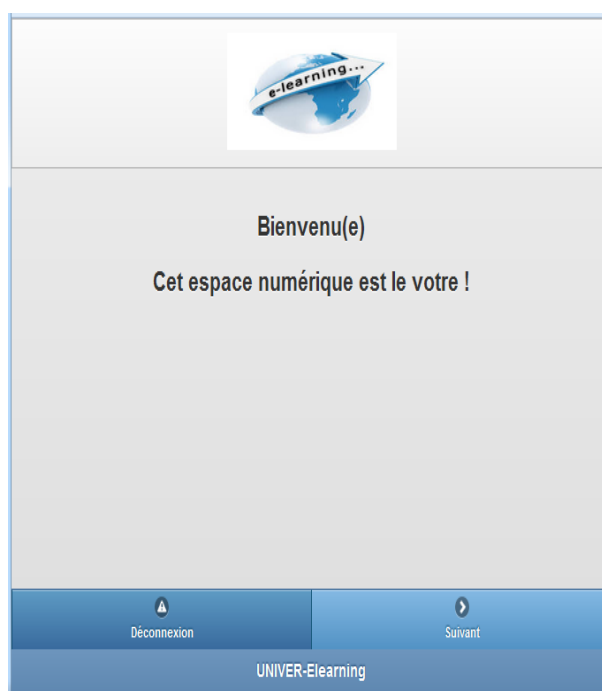 e-learning...
Bienvenu(e)
Cet espace numérique est le votre !
Déconnexion
Suivant
UNIVER-Elearning